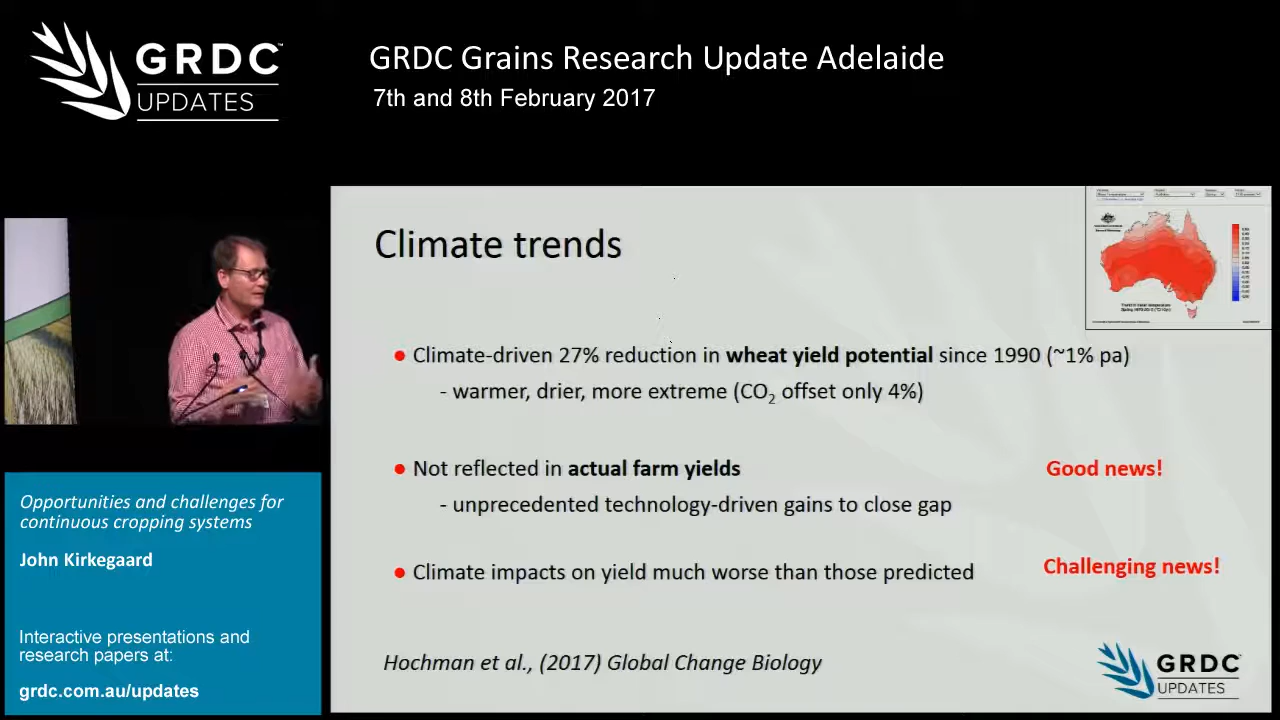 GRDC
UPDATES
GRDC Grains Research Update Adelaide
7th and 8th February 2017
Climate trends
● Climate-driven 27% reduction in wheat yield potential since 1990 (~1% pa)
- warmer, drier, more extreme (CO₂ offset only 4%)
● Not reflected in actual farm yields Good news!
- unprecedented technology-driven gains to close gap
● Climate impacts on yield much worse than those predicted Challenging news!
Hochman et al., (2017) Global Change Biology
GRDC
UPDATES
Opportunities and challenges for
continuous cropping systems
John Kirkegaard
Interactive presentations and
research papers at:
grdc.com.au/updates